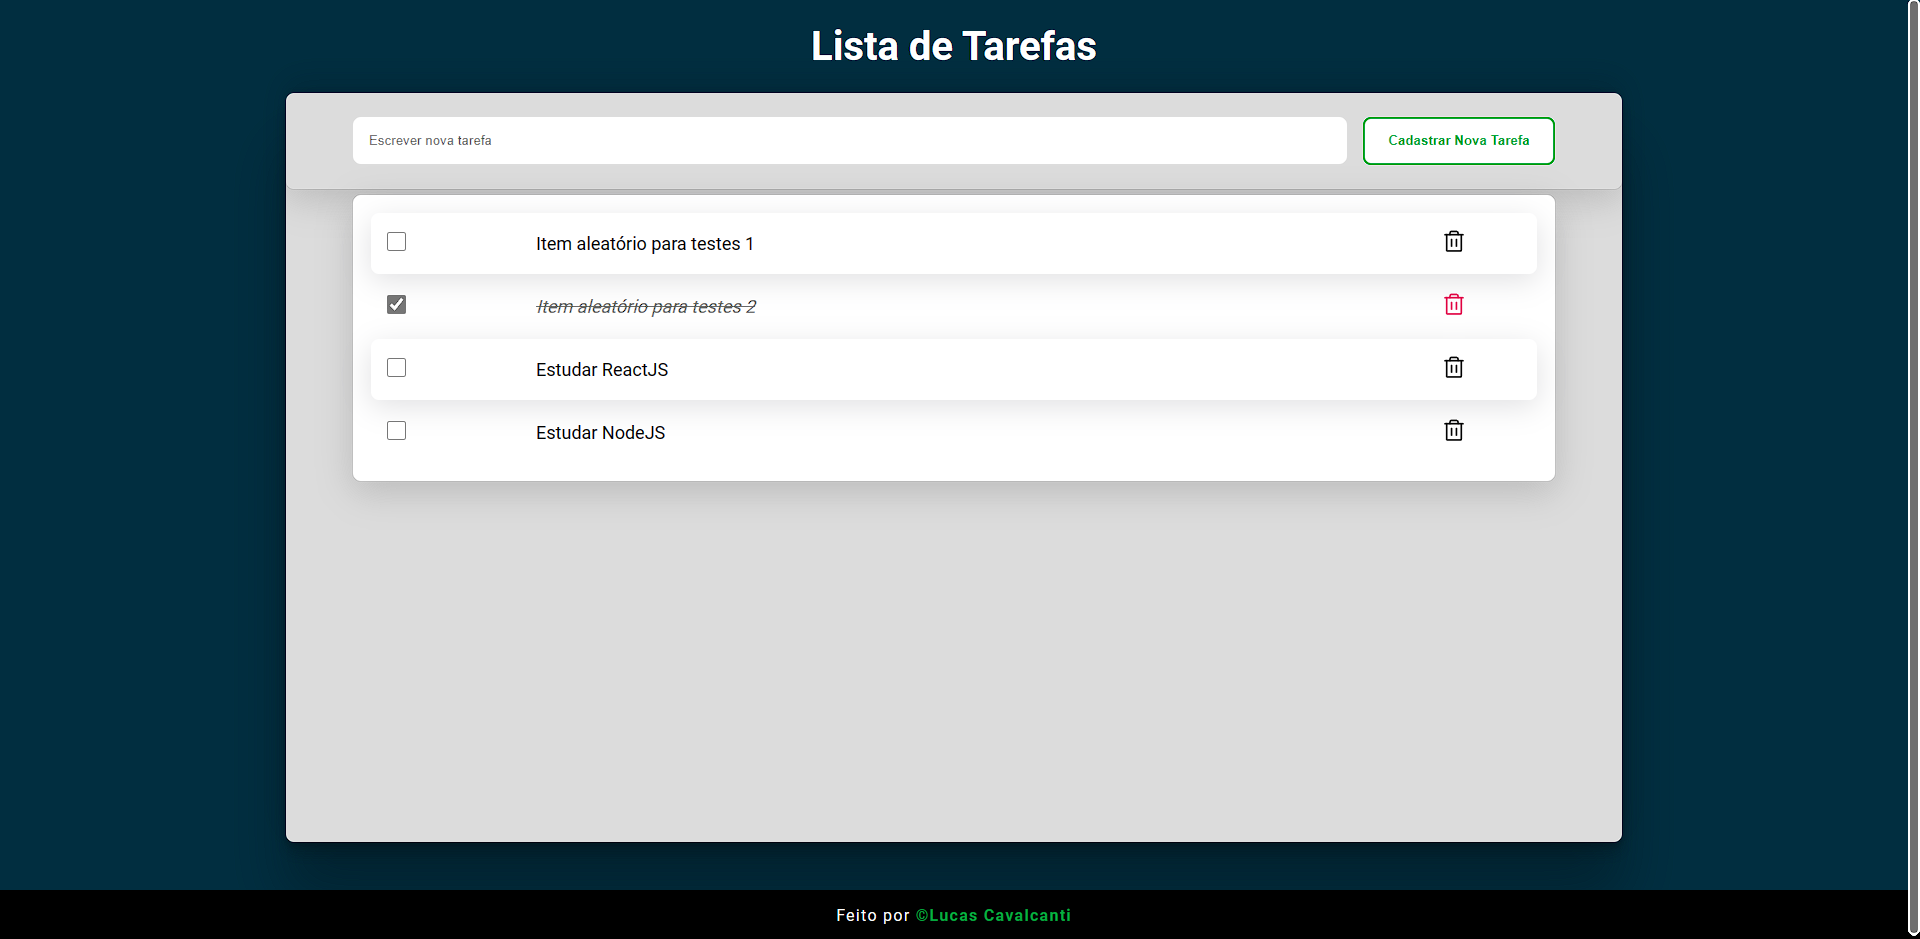 Lista de Tarefas
Escrever nova tarefa
Cadastrar Nova Tarefa
Item aleatório para testes 1
Item aleatório para testes 2
Estudar ReactJS
Estudar NodeJS
Feito por ©Lucas Cavalcanti